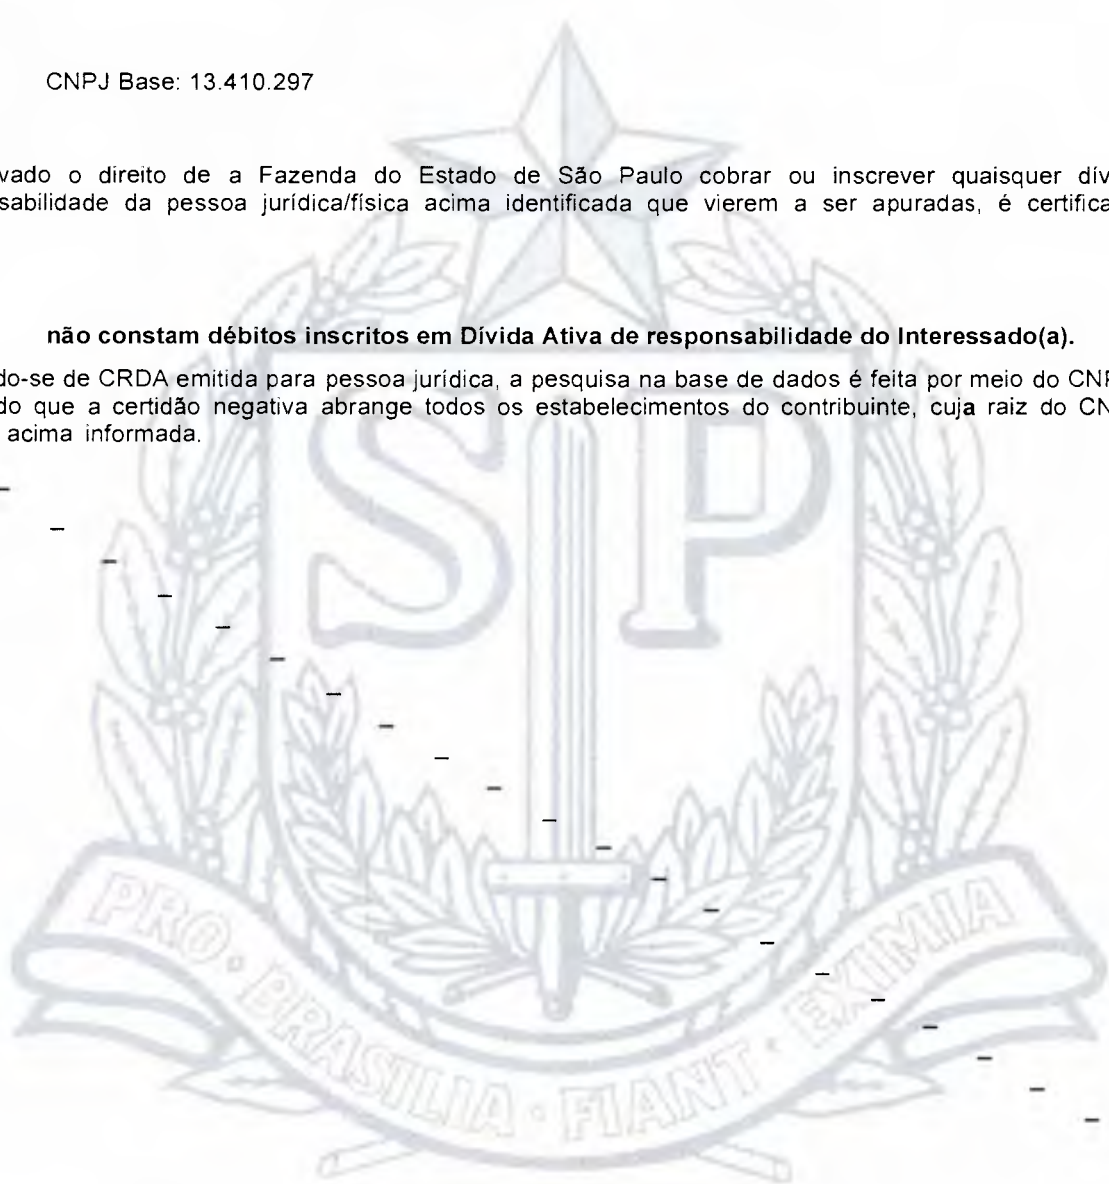 CNPJ Base: 13.410.297
vado o direito de a Fazenda do Estado de São Paulo cobrar ou inscrever quaisquer dív
sabilidade da pessoa jurídica/física acima identificada que vierem a ser apuradas, é certifica
não constam débitos inscritos em Dívida Ativa de responsabilidade do Interessado(a).
do-se de CRDA emitida para pessoa jurídica, a pesquisa na base de dados é feita por meio do CNP
do que a certidão negativa abrange todos os estabelecimentos do contribuinte, cuja raiz do CN
acima informada.
SP
PRO · BRASILIA · FIANT · EXIMIA